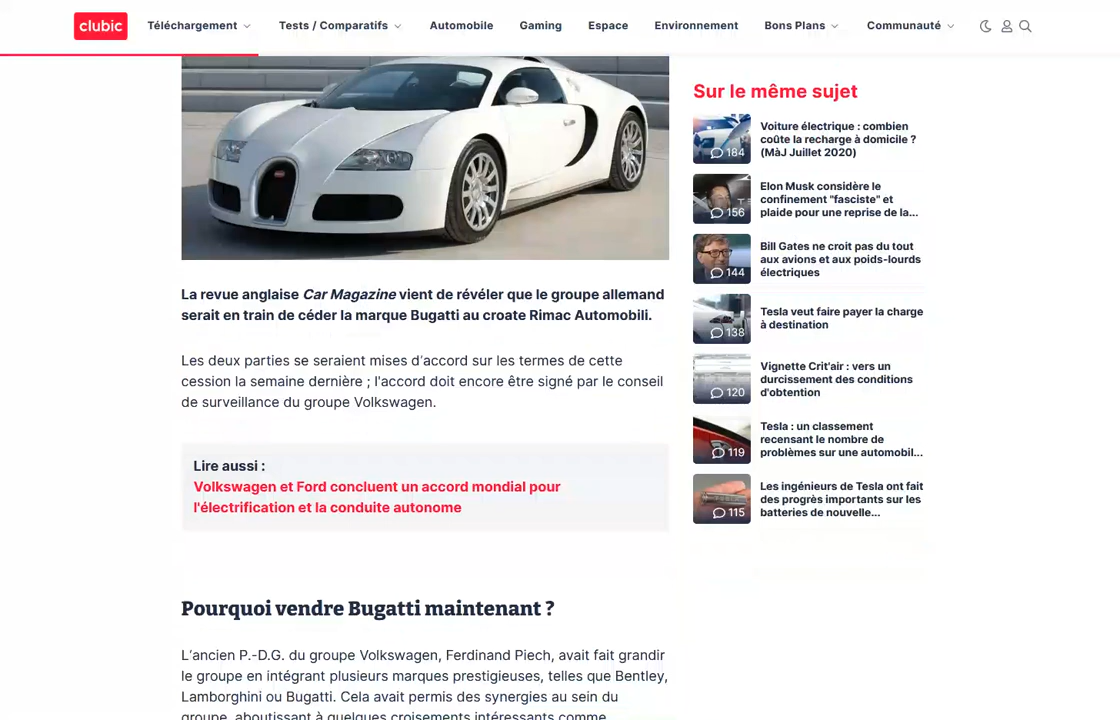 clubic
Téléchargement
Tests / Comparatifs
Automobile
Gaming
Espace
Environnement
Bons Plans
Communauté
La revue anglaise Car Magazine vient de révéler que le groupe allemand
serait en train de céder la marque Bugatti au croate Rimac Automobili.
Les deux parties se seraient mises d'accord sur les termes de cette
cession la semaine dernière ; l'accord doit encore être signé par le conseil
de surveillance du groupe Volkswagen.
Lire aussi :
Volkswagen et Ford concluent un accord mondial pour
l'électrification et la conduite autonome
Pourquoi vendre Bugatti maintenant ?
L'ancien P.-D.G. du groupe Volkswagen, Ferdinand Piech, avait fait grandir
le groupe en intégrant plusieurs marques prestigieuses, telles que Bentley,
Lamborghini ou Bugatti. Cela avait permis des synergies au sein du
groupe, aboutissant à quelques croisements intéressants comme
Sur le même sujet
184
Voiture électrique : combien
coûte la recharge à domicile ?
(MàJ Juillet 2020)
156
Elon Musk considère le
confinement "fasciste" et
plaide pour une reprise de la...
144
Bill Gates ne croit pas du tout
aux avions et aux poids-lourds
électriques
138
Tesla veut faire payer la charge
à destination
120
Vignette Crit'air : vers un
durcissement des conditions
d'obtention
119
Tesla : un classement
recensant le nombre de
problèmes sur une automobil...
115
Les ingénieurs de Tesla ont fait
des progrès importants sur les
batteries de nouvelle...